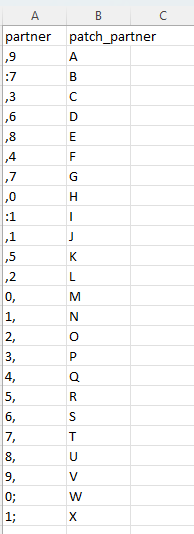 A B C
partner patch_partner
,9 A
:7 B
,3 C
,6 D
,8 E
,4 F
,7 G
,0 H
:1 I
,1 J
,5 K
,2 L
0, M
1, N
2, O
3, P
4, Q
5, R
6, S
7, T
8, U
9, V
0; W
1; X